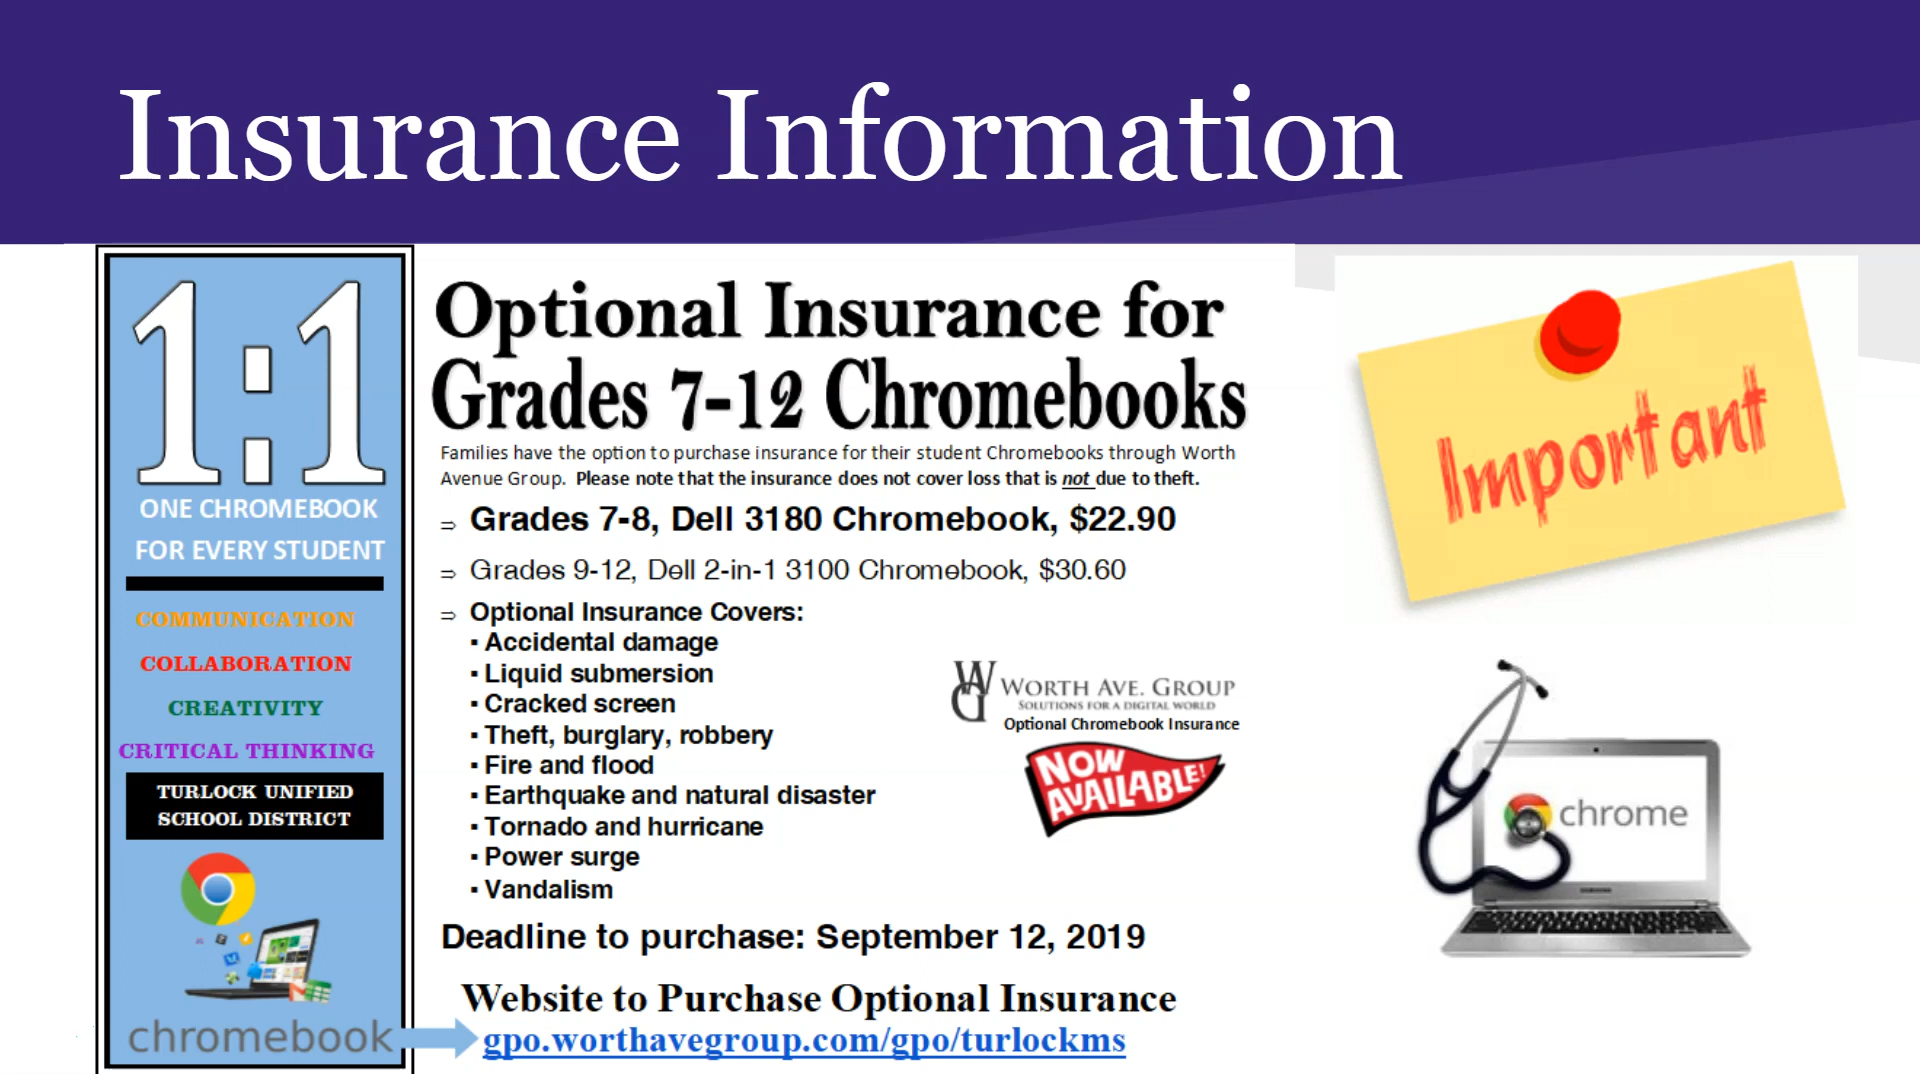 Insurance Information
1:1
ONE CHROMEBOOK
FOR EVERY STUDENT
COMMUNICATION
COLLABORATION
CREATIVITY
CRITICAL THINKING
TURLOCK UNIFIED
SCHOOL DISTRICT
chromebook
Optional Insurance for
Grades 7-12 Chromebooks
Families have the option to purchase insurance for their student Chromebooks through Worth
Avenue Group. Please note that the insurance does not cover loss that is not due to theft.
⇒ Grades 7-8, Dell 3180 Chromebook, $22.90
⇒ Grades 9-12, Dell 2-in-1 3100 Chromebook, $30.60
⇒ Optional Insurance Covers:
▪ Accidental damage
▪ Liquid submersion
▪ Cracked screen
▪ Theft, burglary, robbery
▪ Fire and flood
▪ Earthquake and natural disaster
▪ Tornado and hurricane
▪ Power surge
▪ Vandalism
WAG WORTH AVE. GROUP
SOLUTIONS FOR A DIGITAL WORLD
Optional Chromebook Insurance
NOW
AVAILABLE!
Deadline to purchase: September 12, 2019
Website to Purchase Optional Insurance
gpo.worthavegroup.com/gpo/turlockms
Important
chrome